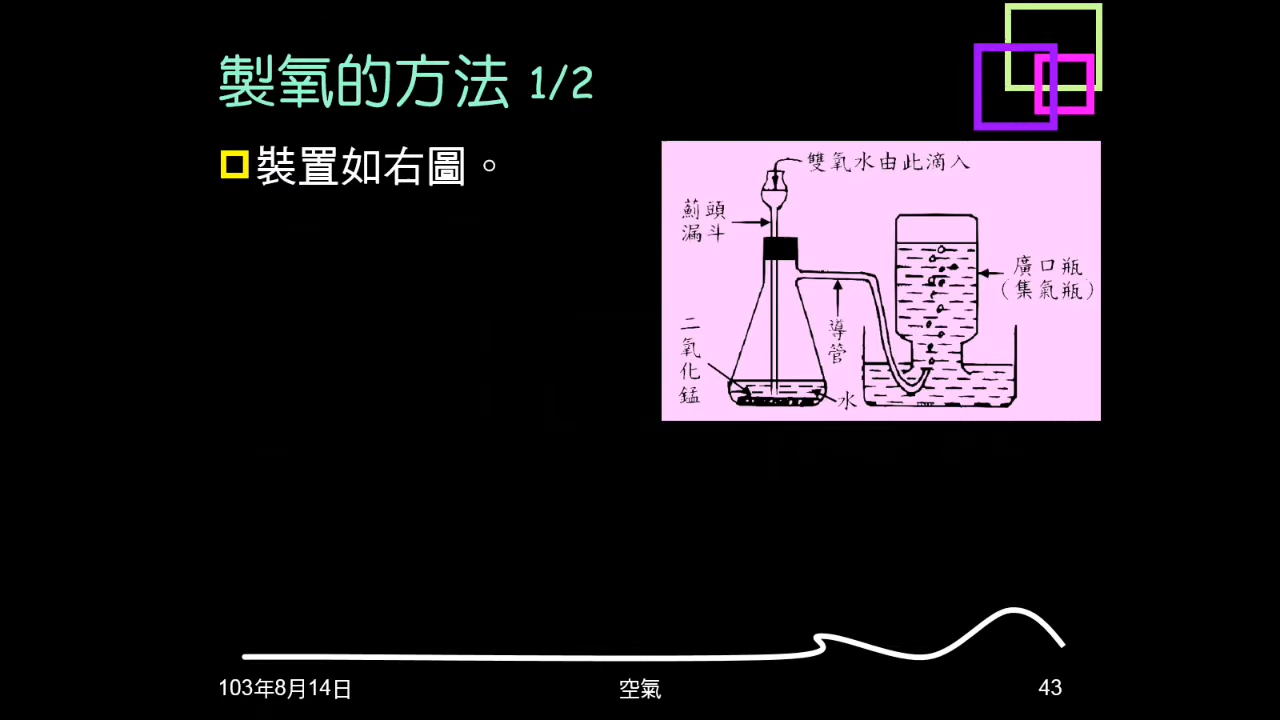 製氧的方法 1/2
裝置如右圖。
雙氧水由此滴入
薊頭
漏斗
廣口瓶
（集氣瓶）
導管
二氧化錳
水
103年8月14日
空氣
43